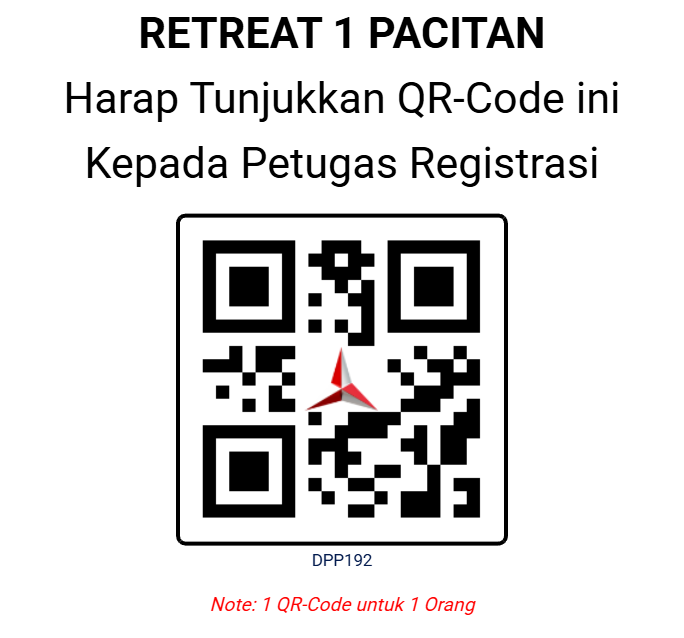 RETREAT 1 PACITAN
Harap Tunjukkan QR-Code ini
Kepada Petugas Registrasi
DPP192
Note: 1 QR-Code untuk 1 Orang